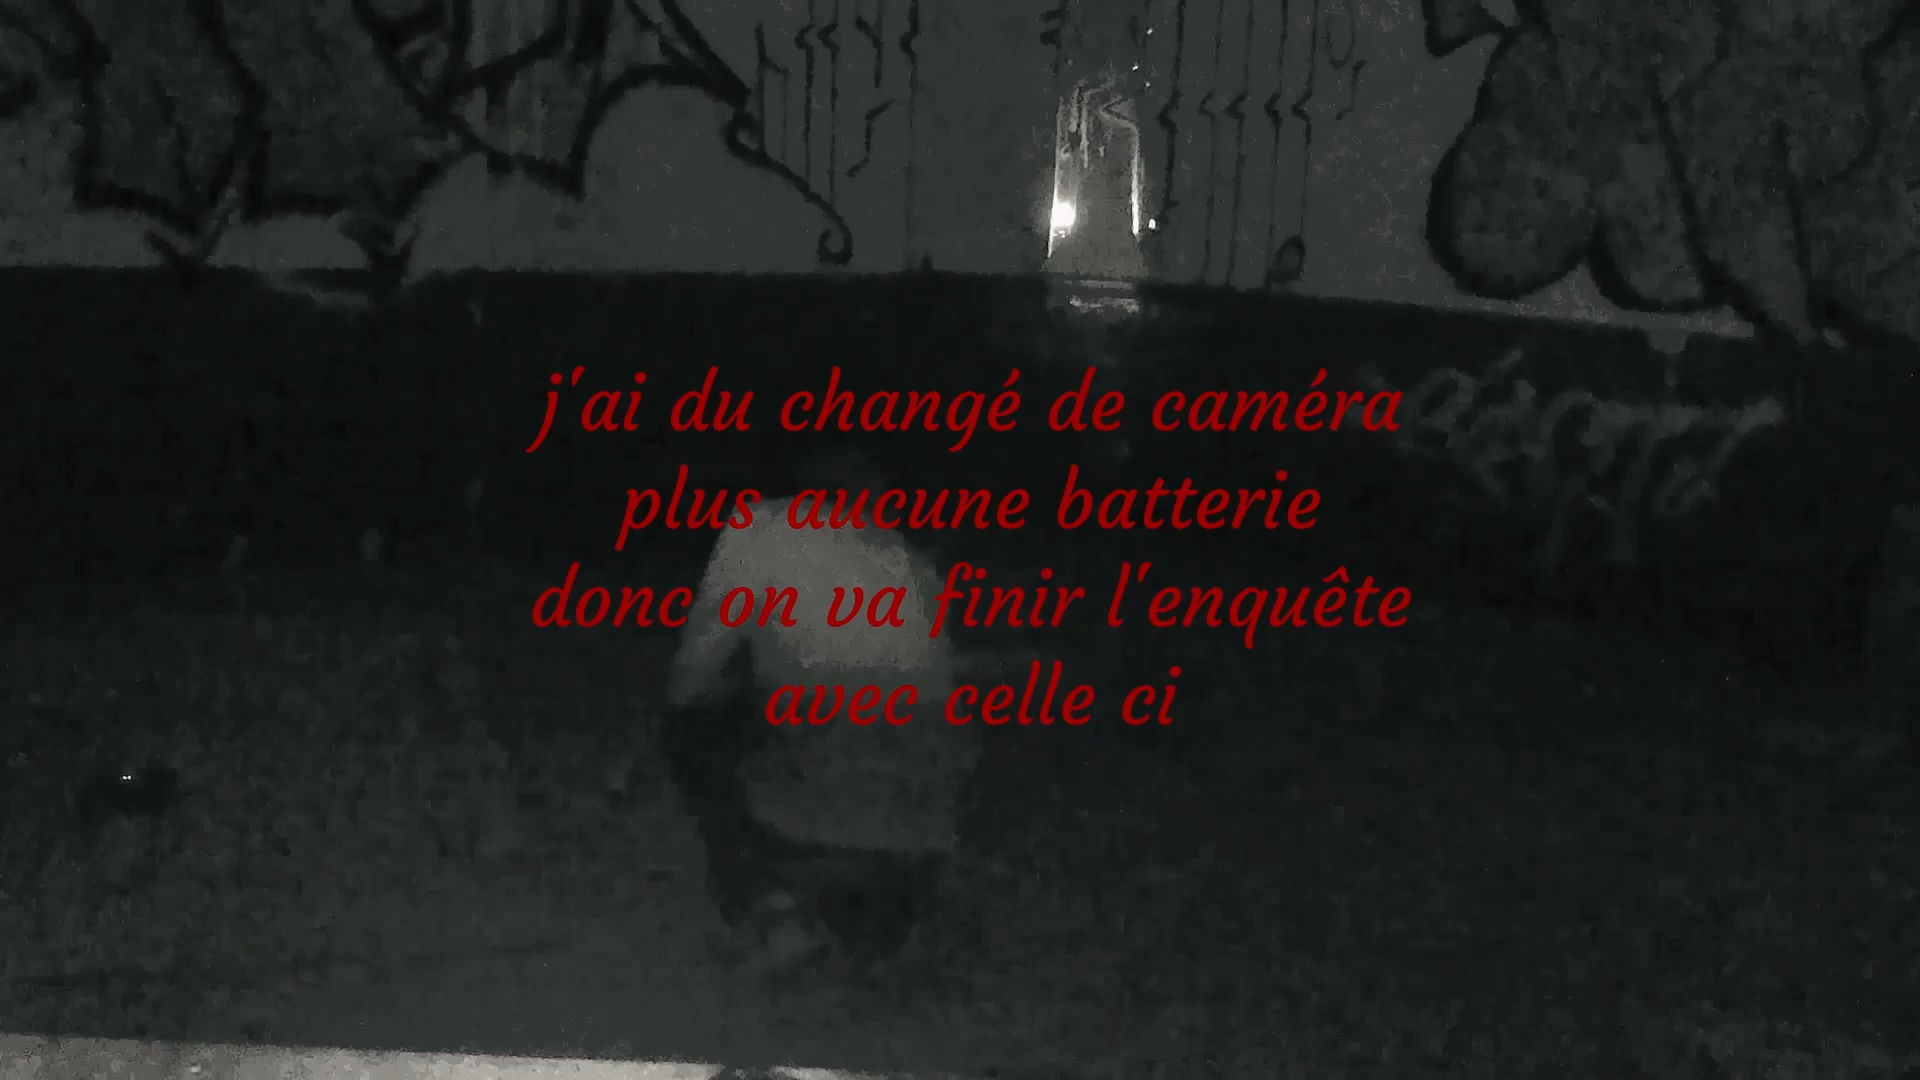 j'ai du changé de caméra
plus aucune batterie
donc on va finir l'enquête
avec celle ci